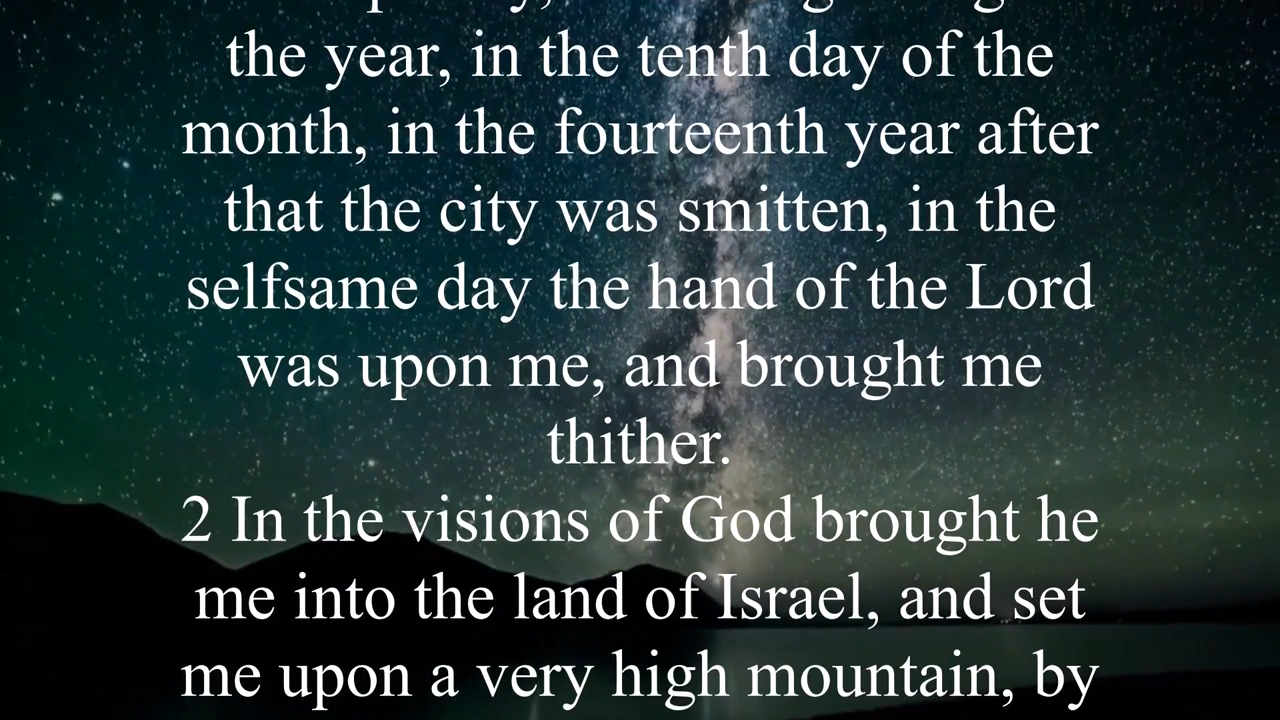 the year, in the tenth day of the
month, in the fourteenth year after
that the city was smitten, in the
selfsame day the hand of the Lord
was upon me, and brought me
thither.
2 In the visions of God brought he
me into the land of Israel, and set
me upon a very high mountain, by